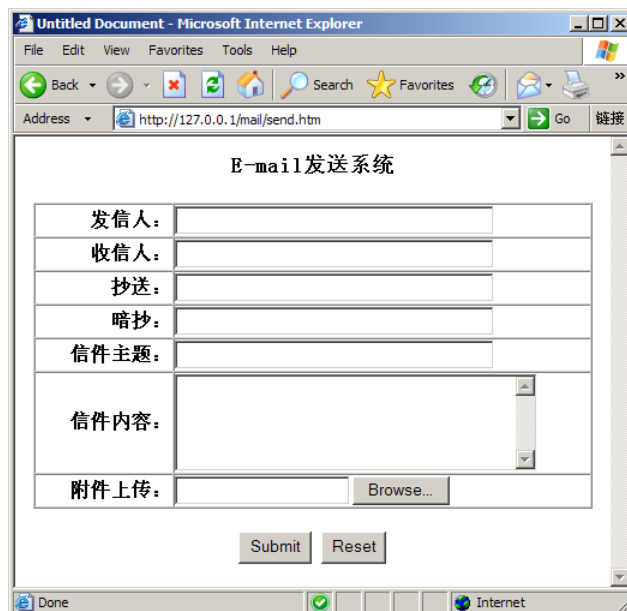 Untitled Document - Microsoft Internet Explorer
File Edit View Favorites Tools Help
Back Search Favorites »
Address http://127.0.0.1/mail/send.htm Go 链接
E-mail发送系统
发信人：
收信人：
抄送：
暗抄：
信件主题：
信件内容：
附件上传： Browse...
Submit Reset
Done Internet